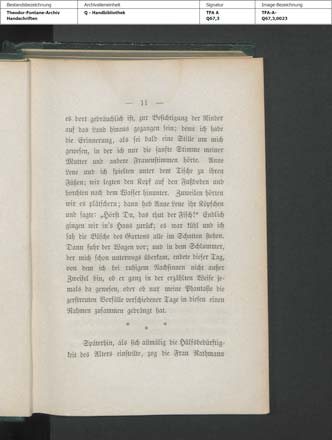 Bestandsbezeichnung Archivalieneinheit Signatur Image-Bezeichnung
Theodor-Fontane-Archiv Q - Handbibliothek TFA A TFA-A-
Handschriften Q67,3 Q67,3,0023
— 11 —
es dort gebräuchlich ist, zur Besichtigung der Rinder
auf das Land hinaus gegangen sein; denn ich habe
die Erinnerung, als sei bald eine Stille um mich
gewesen, in der ich nur die sanfte Stimme meiner
Mutter und andere Frauenstimmen hörte. Anne
Lene und ich spielten unter dem Tische zu ihren
Füßen; wir legten den Kopf auf den Fußboden und
horchten nach dem Wasser hinunter. Zuweilen hörten
wir es plätschern; dann hob Anne Lene ihr Köpfchen
und sagte: „Hörst Du, das thut der Fisch!“ Endlich
gingen wir in's Haus zurück; es war kühl und ich
sah die Büsche des Gartens alle im Schatten stehen.
Dann fuhr der Wagen vor; und in dem Schlummer,
der mich schon unterwegs überkam, endete dieser Tag,
von dem ich bei ruhigem Nachsinnen nicht außer
Zweifel bin, ob er ganz in der erzählten Weise je-
mals da gewesen, oder ob nur meine Phantasie die
zerstreuten Vorfälle verschiedener Tage in diesen einen
Rahmen zusammen gedrängt hat.
* * *
Späterhin, als sich allmälig die Hülfsbedürftig-
keit des Alters einstellte, zog die Frau Rathmann